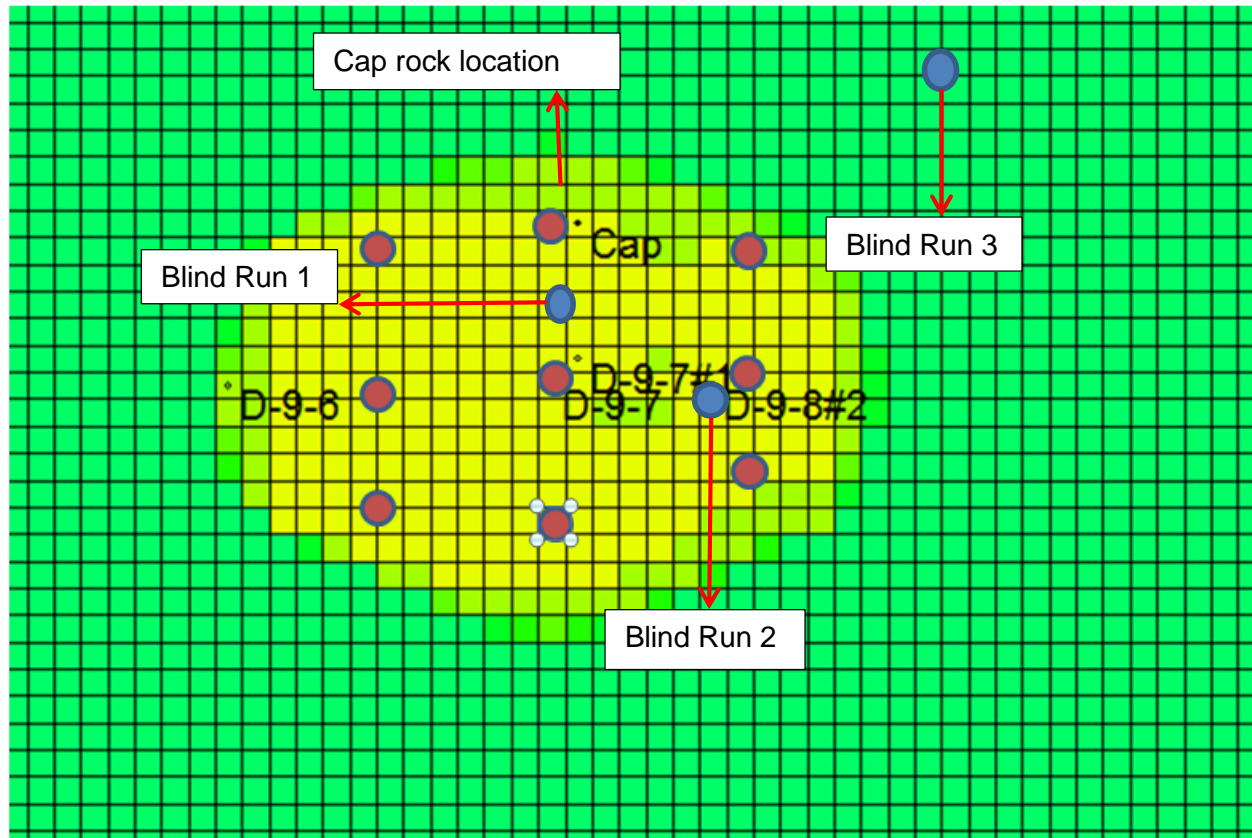 Cap rock location
Blind Run 3
Cap
Blind Run 1
D-9-7#1
D-9-6
D-9-7
D-9-8#2
Blind Run 2